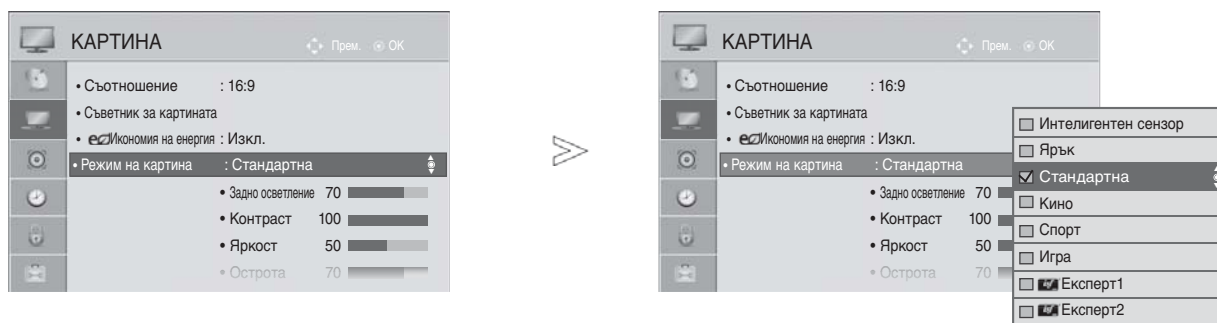 КАРТИНА
Прем. OK
• Съотношение : 16:9
• Съветник за картината
• eco Икономия на енергия : Изкл.
• Режим на картина : Стандартна
• Задно осветление 70
• Контраст 100
• Яркост 50
• Острота 70
КАРТИНА
Прем. OK
• Съотношение : 16:9
• Съветник за картината
• eco Икономия на енергия : Изкл.
• Режим на картина : Стандартна
• Задно осветление 70
• Контраст 100
• Яркост 50
• Острота 70
Интелигентен сензор
Ярък
Стандартна
Кино
Спорт
Игра
Експерт1
Експерт2